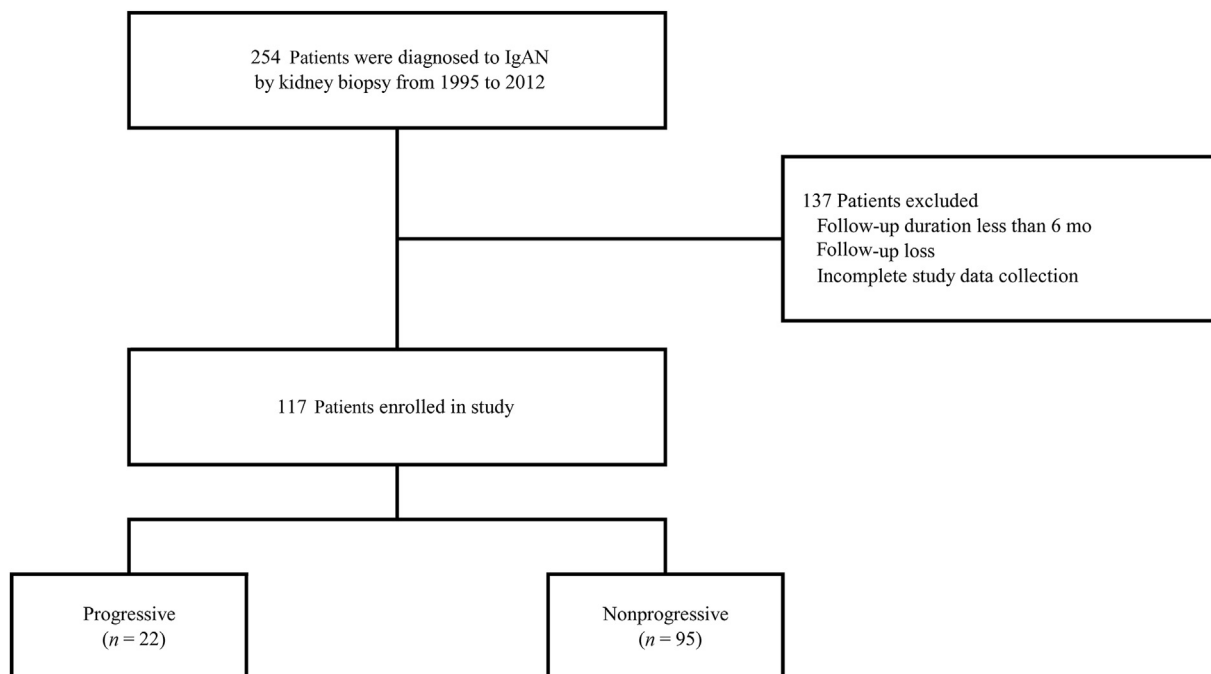 254 Patients were diagnosed to IgAN
by kidney biopsy from 1995 to 2012
137 Patients excluded
Follow-up duration less than 6 mo
Follow-up loss
Incomplete study data collection
117 Patients enrolled in study
Progressive
(n = 22)
Nonprogressive
(n = 95)